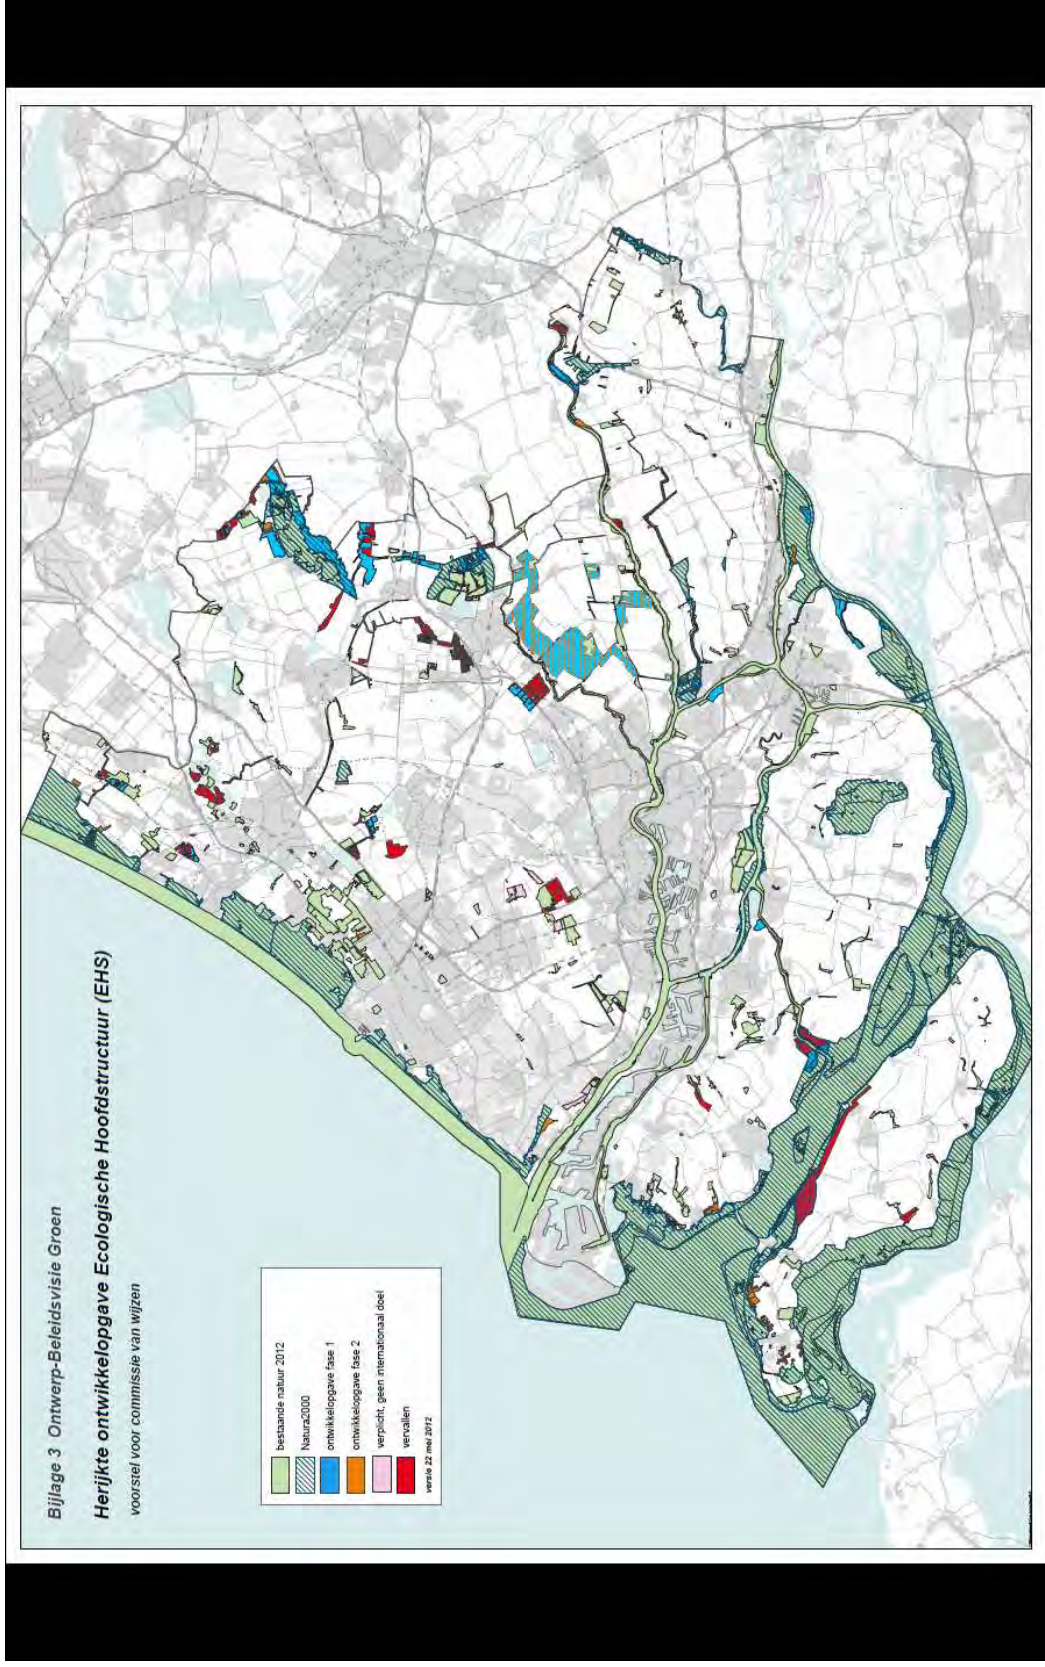 Bijlage 3 Ontwerp-Beleidsvisie Groen
Herijkte ontwikkelopgave Ecologische Hoofdstructuur (EHS)
voorstel voor commissie van wijzen
bestaande natuur 2012
Natura2000
ontwikkelopgave fase 1
ontwikkelopgave fase 2
verplicht, geen internationaal doel
vervallen
versie 22 mei 2012